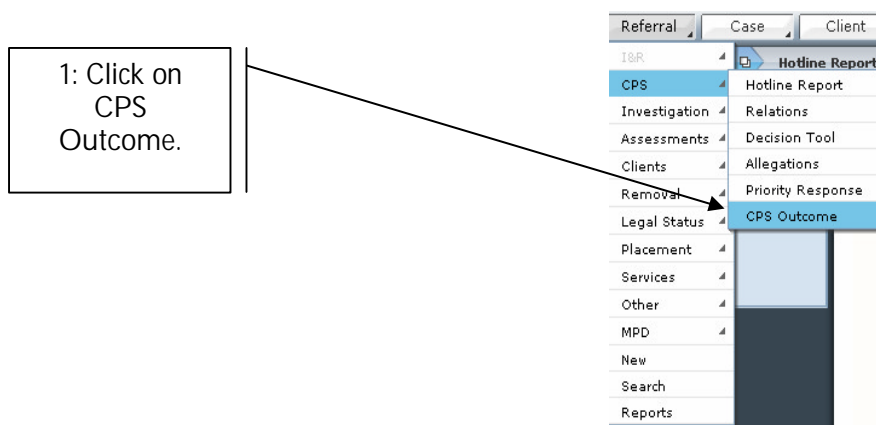 1: Click on
CPS
Outcome.
Referral Case Client
I&R Hotline Report
CPS Hotline Report
Investigation Relations
Assessments Decision Tool
Clients Allegations
Removal Priority Response
Legal Status CPS Outcome
Placement
Services
Other
MPD
New
Search
Reports